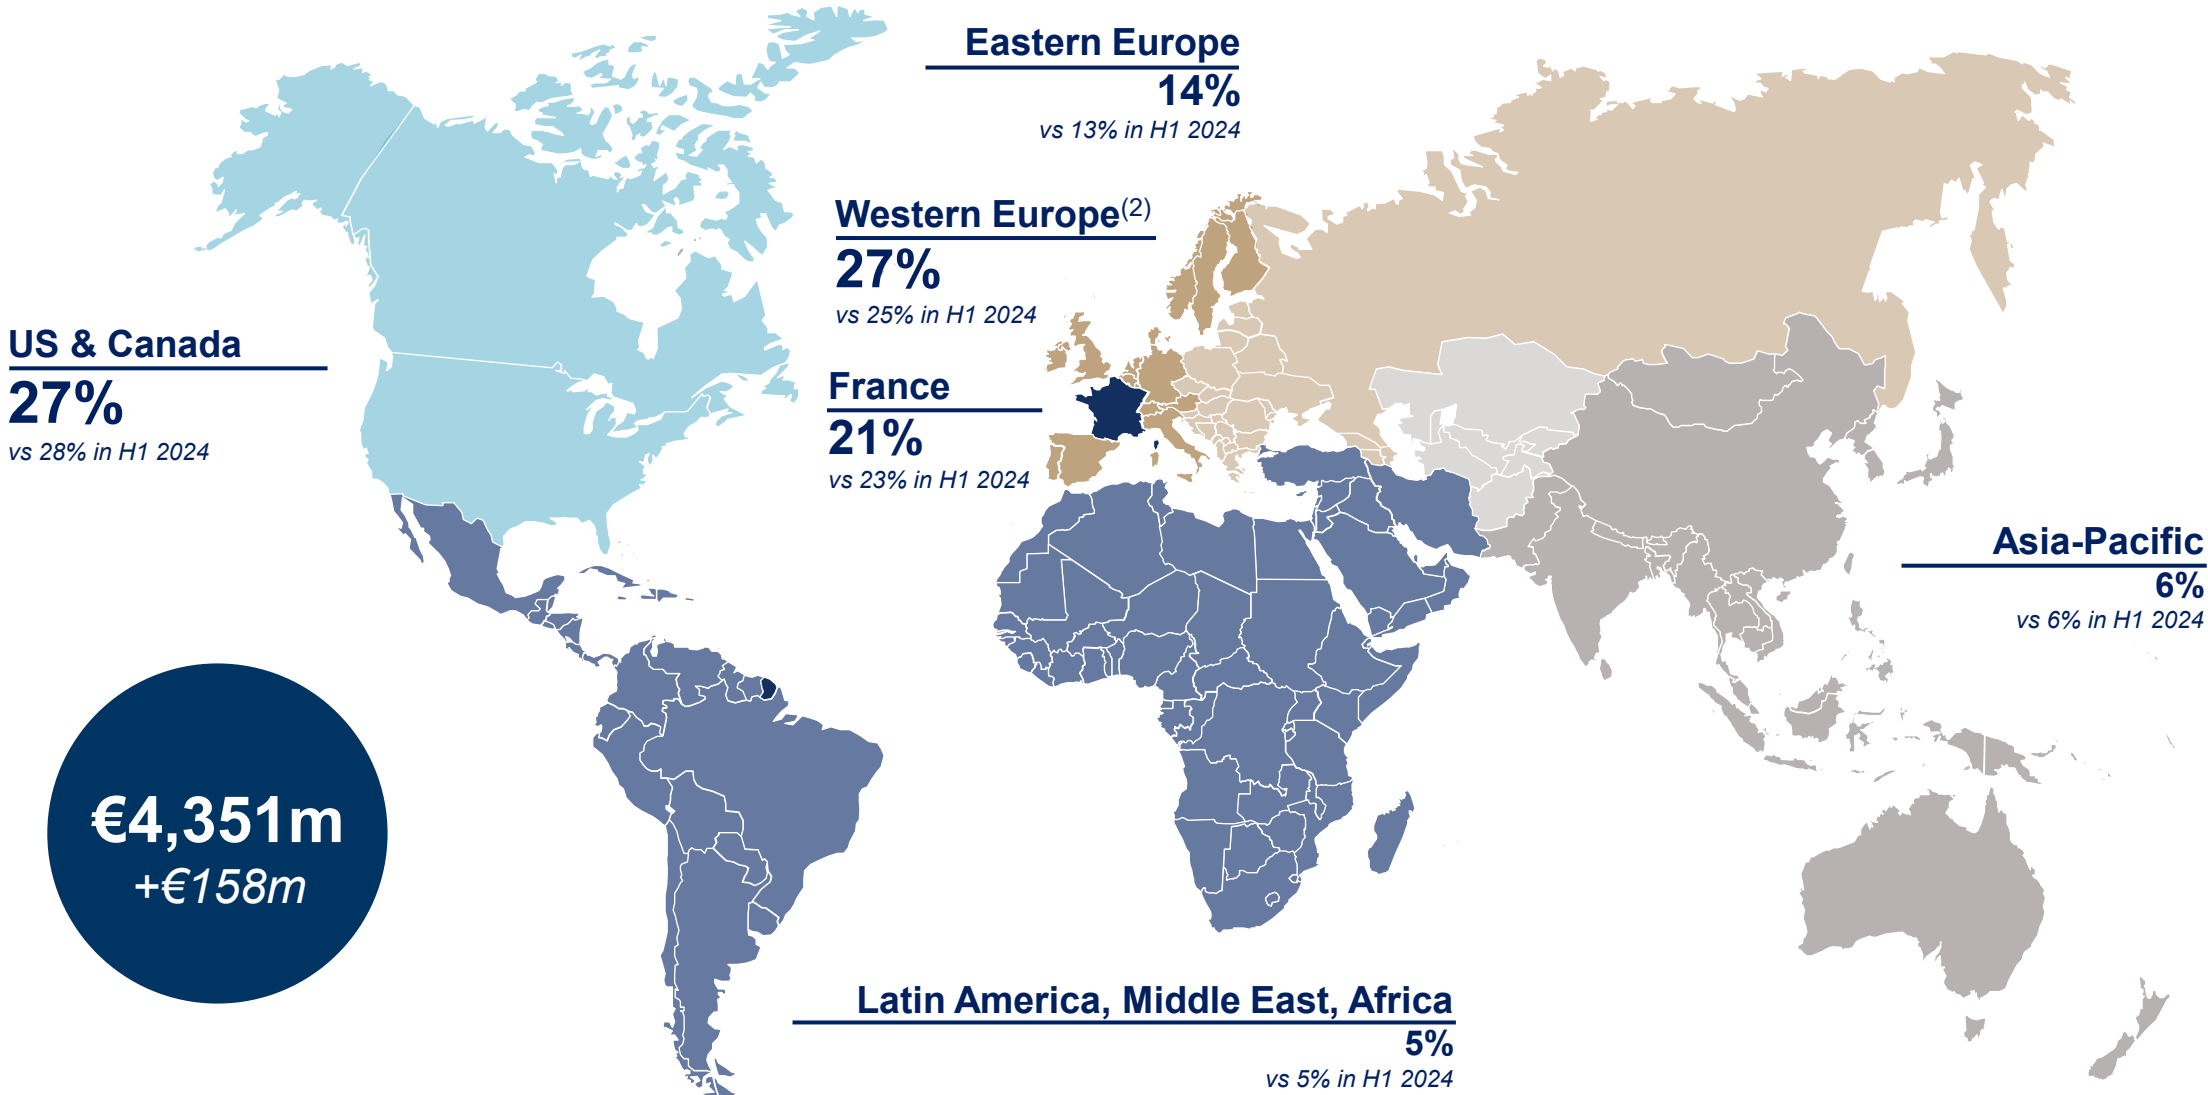 Eastern Europe
14%
vs 13% in H1 2024
Western Europe(2)
27%
vs 25% in H1 2024
US & Canada
27%
vs 28% in H1 2024
France
21%
vs 23% in H1 2024
Asia-Pacific
6%
vs 6% in H1 2024
€4,351m
+€158m
Latin America, Middle East, Africa
5%
vs 5% in H1 2024